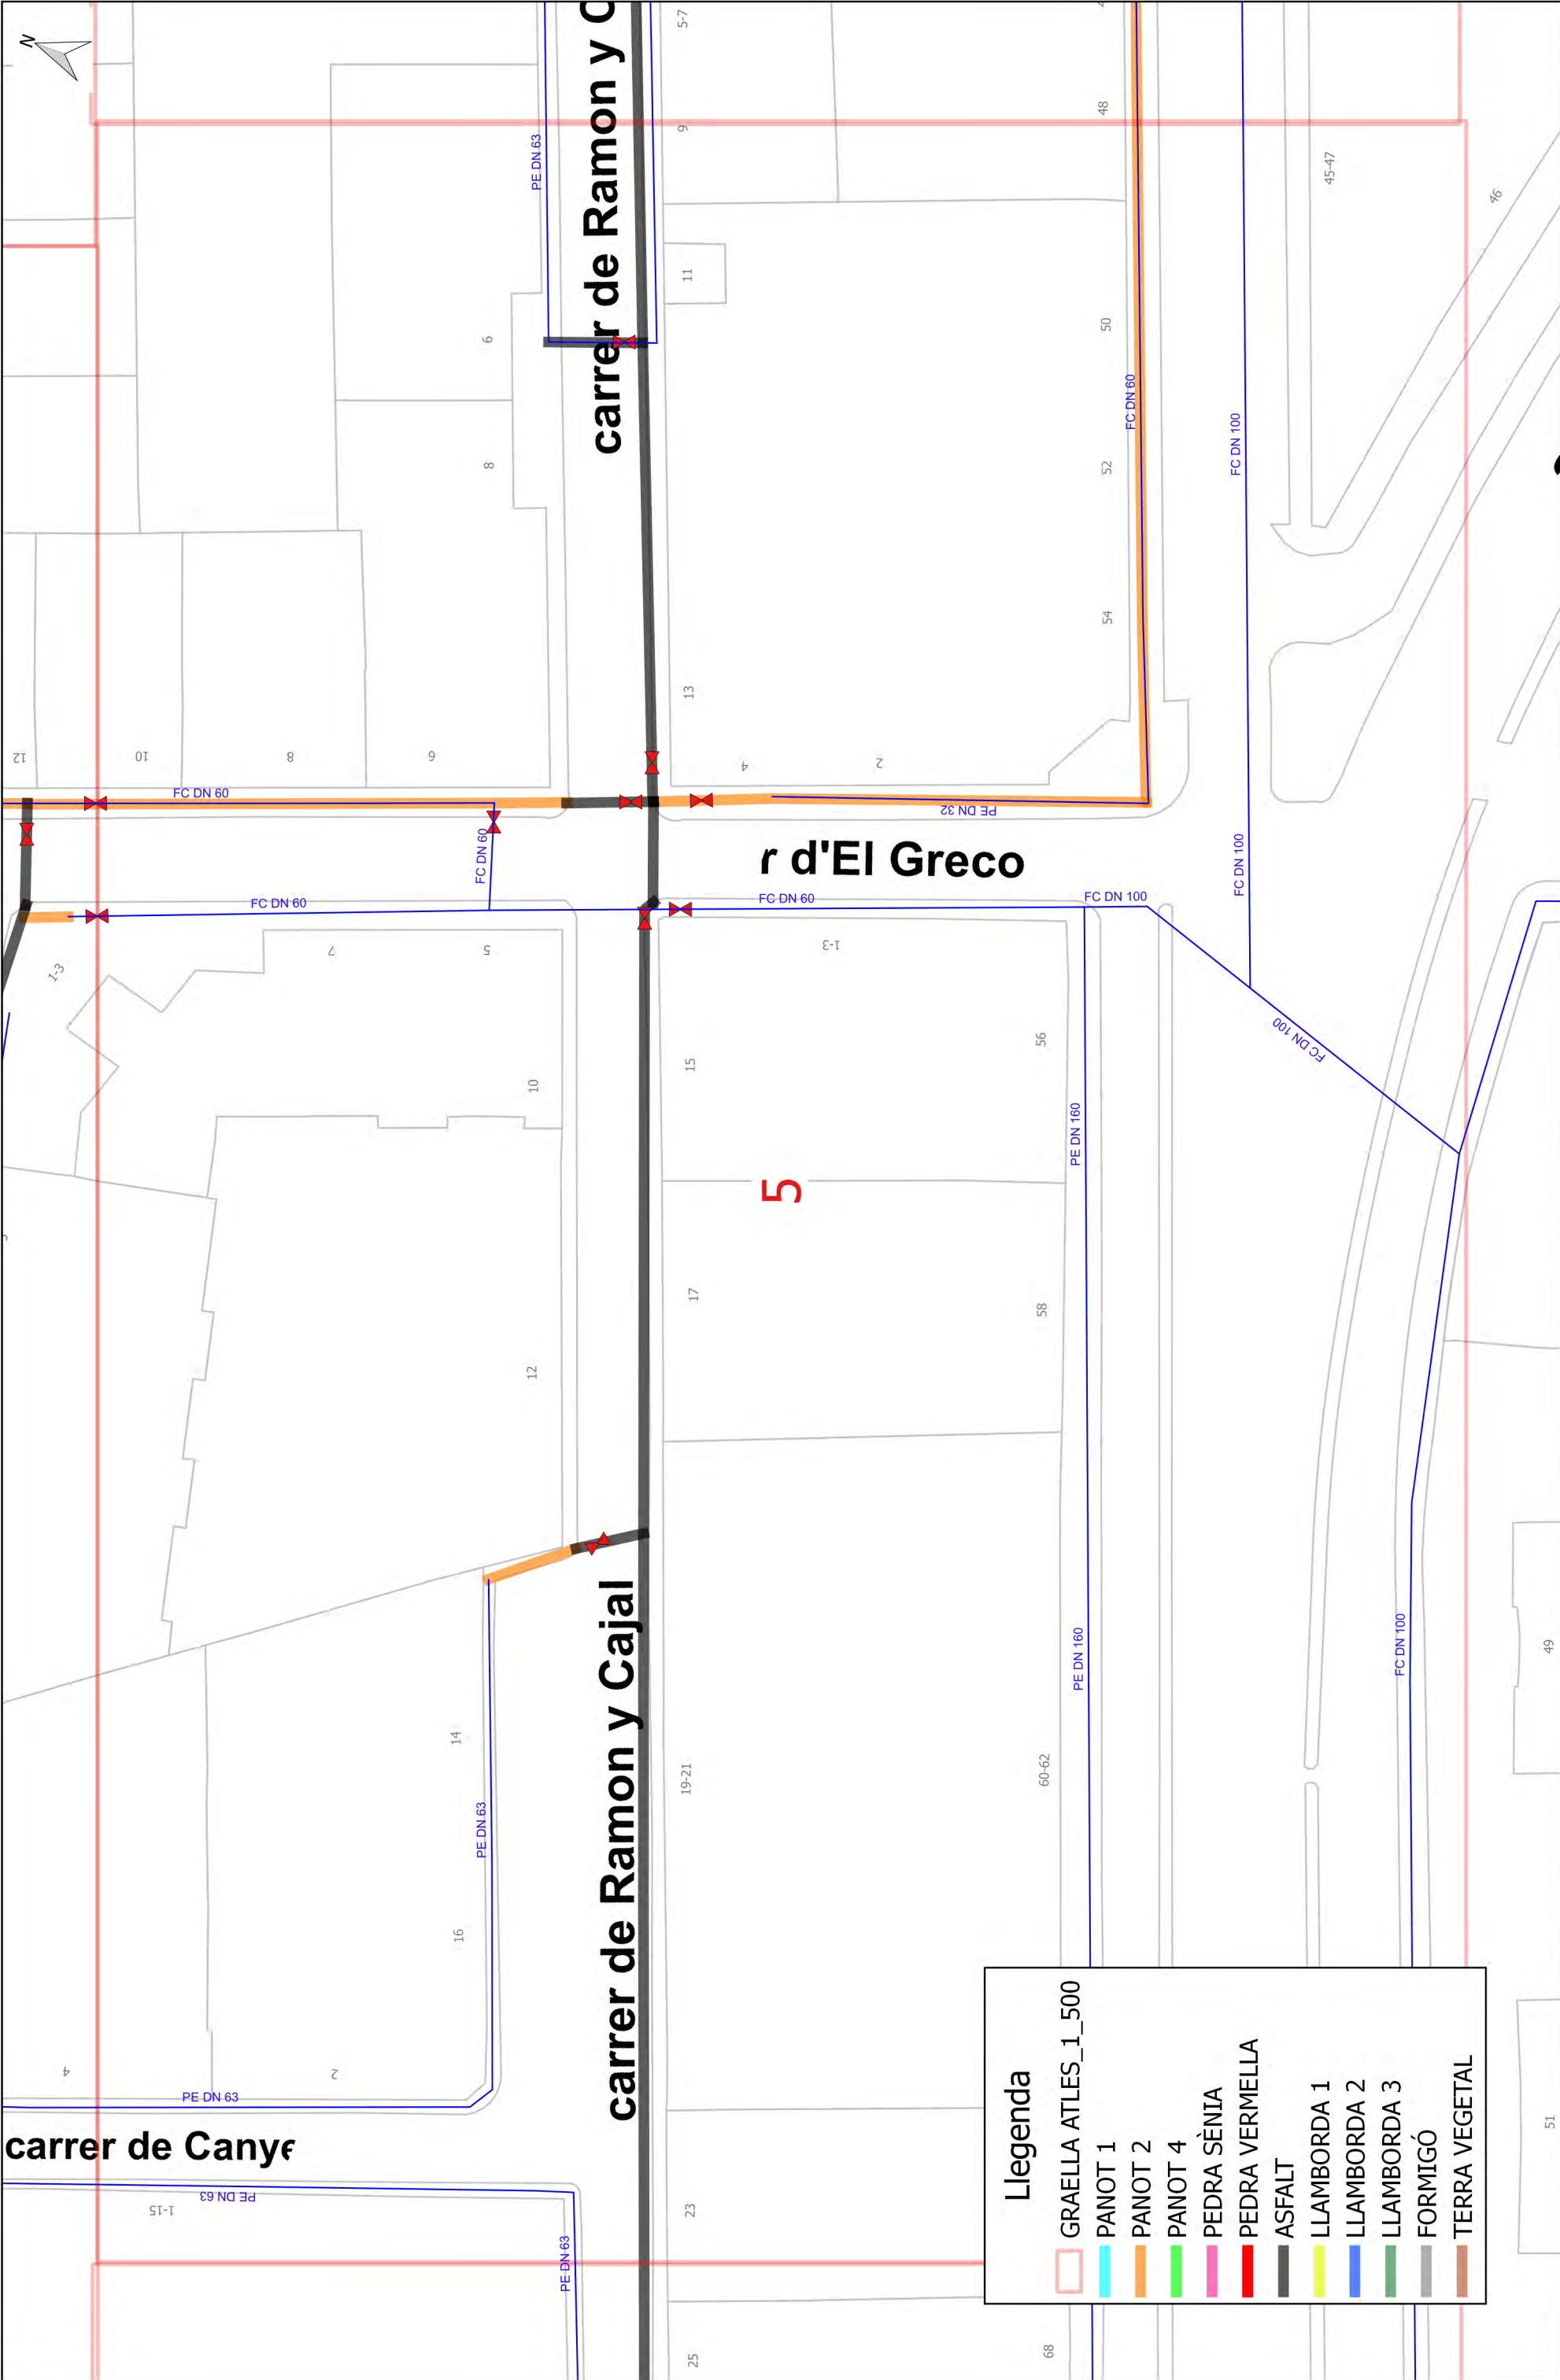 N
5-7
48
9
PE DN 63
carrer de Ramon y C
45-47
46
11
50
6
FC DN 60
FC DN 100
8
52
54
13
12
10
8
6
4
2
FC DN 60
PE DN 32
FC DN 60
r d'El Greco
FC DN 100
FC DN 60
FC DN 60
FC DN 100
1-3
7
5
1-3
FC DN 100
56
15
10
PE DN 160
5
17
58
12
carrer de Ramon y Cajal
PE DN 160
FC DN 100
49
14
19-21
60-62
PE DN 63
16
4
2
PE DN 63
carrer de Canye
PE DN 63
1-15
PE DN 63
23
51
25
68
Llegenda
GRAELLA ATLES_1_500
PANOT 1
PANOT 2
PANOT 4
PEDRA SÈNIA
PEDRA VERMELLA
ASFALT
LLAMBORDA 1
LLAMBORDA 2
LLAMBORDA 3
FORMIGÓ
TERRA VEGETAL